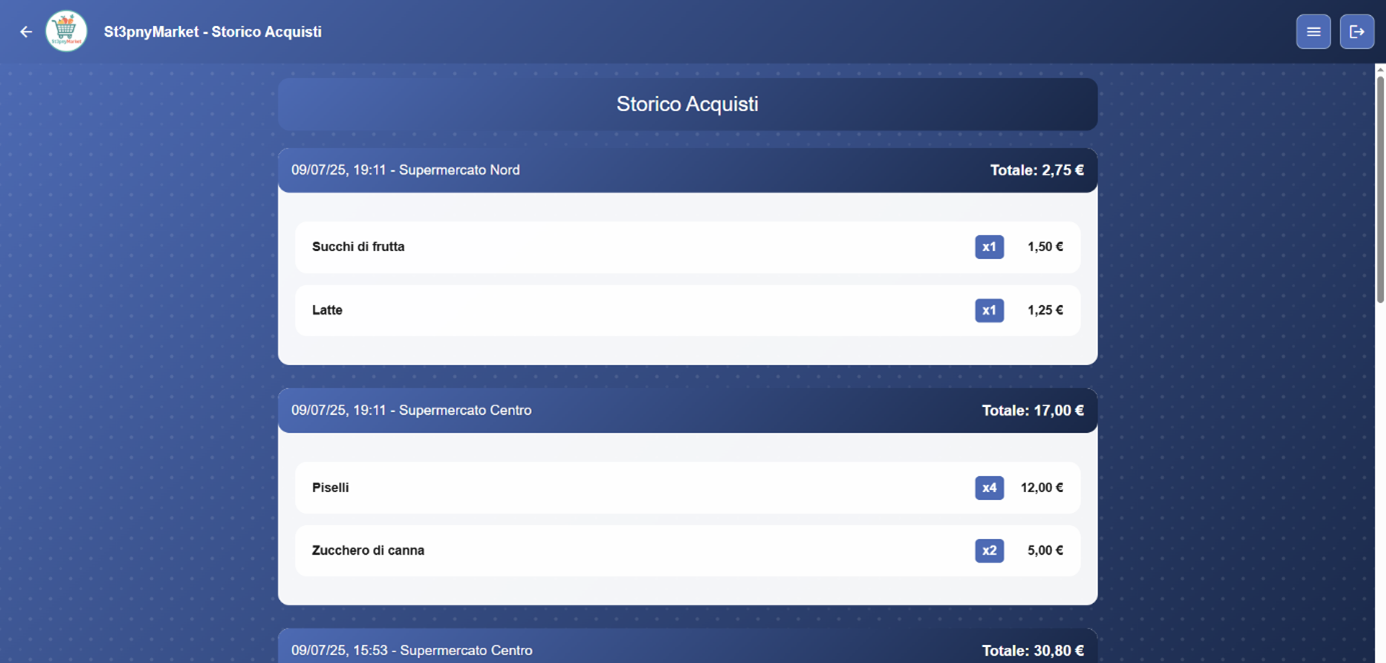 St3pnyMarket
St3pnyMarket - Storico Acquisti
Storico Acquisti
09/07/25, 19:11 - Supermercato Nord Totale: 2,75 €
Succhi di frutta x1 1,50 €
Latte x1 1,25 €
09/07/25, 19:11 - Supermercato Centro Totale: 17,00 €
Piselli x4 12,00 €
Zucchero di canna x2 5,00 €
09/07/25, 15:53 - Supermercato Centro Totale: 30,80 €